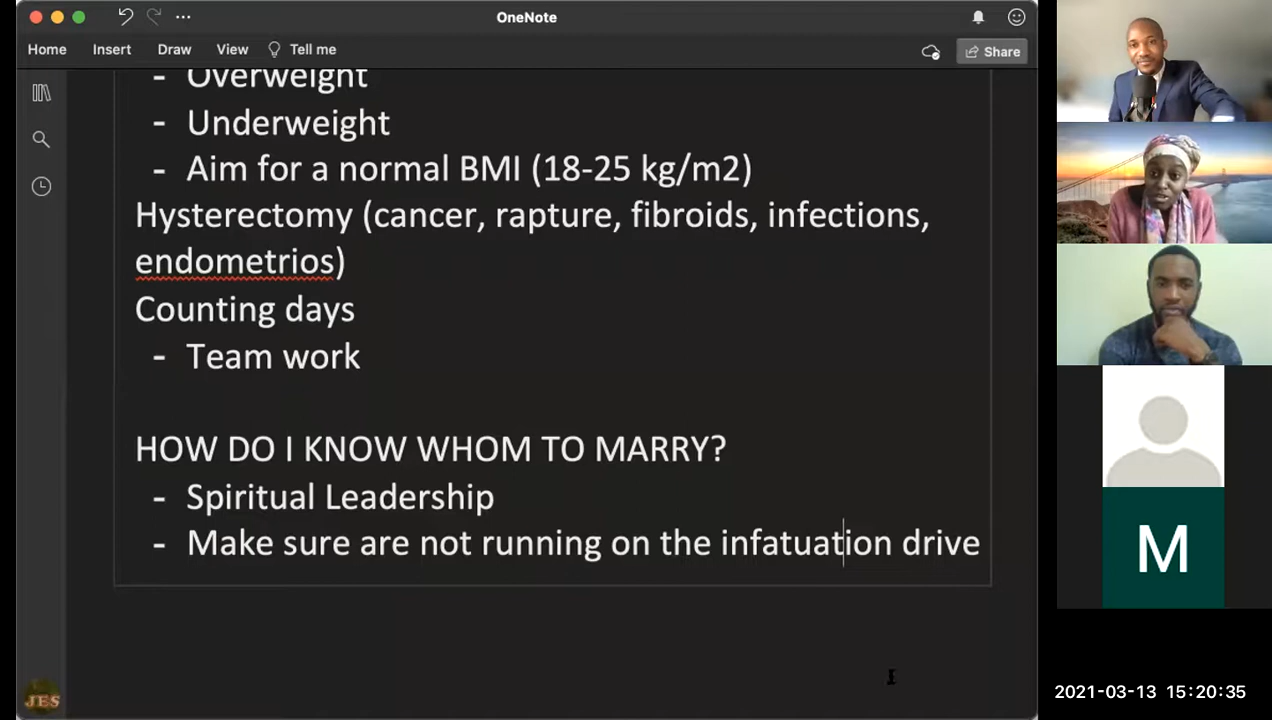 OneNote
Home Insert Draw View Tell me Share
- Overweight
- Underweight
- Aim for a normal BMI (18-25 kg/m2)
Hysterectomy (cancer, rapture, fibroids, infections,
endometrios)
Counting days
- Team work
HOW DO I KNOW WHOM TO MARRY?
- Spiritual Leadership
- Make sure are not running on the infatuation drive
JES
M
2021-03-13 15:20:35